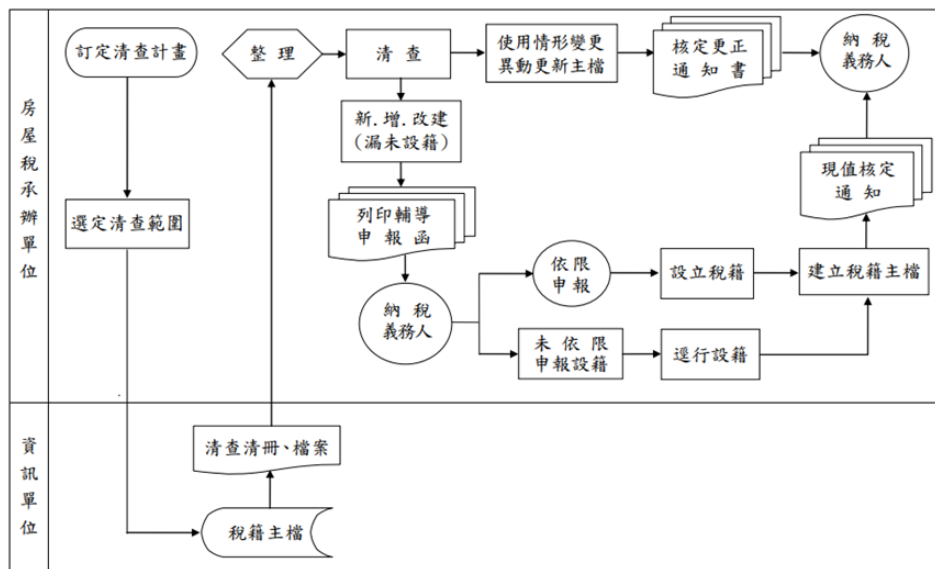 房屋稅承辦單位
訂定清查計畫
選定清查範圍
整理
清查
使用情形變更
異動更新主檔
核定更正
通知書
納稅
義務人
新.增.改建
(漏未設籍)
列印輔導
申報函
納稅
義務人
依限
申報
設立稅籍
建立稅籍主檔
現值核定
通知
未依限
申報設籍
逕行設籍
資訊單位
清查清冊、檔案
稅籍主檔